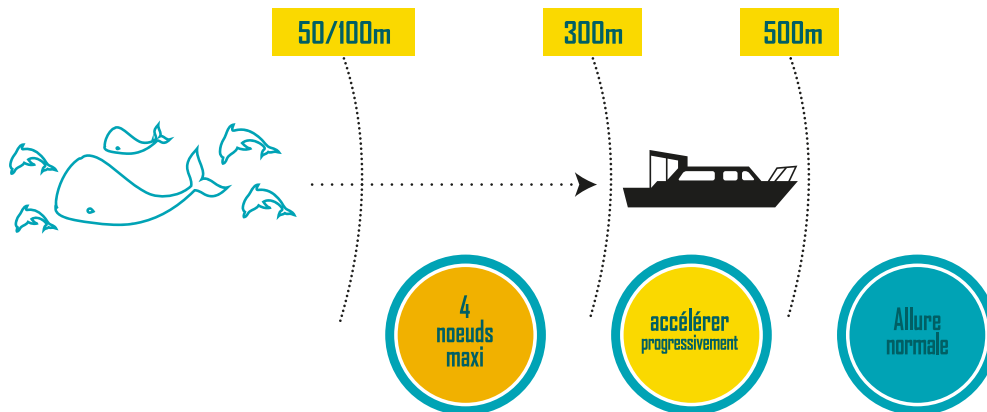 50/100m
300m
500m
4
noeuds
maxi
accélérer
progressivement
Allure
normale